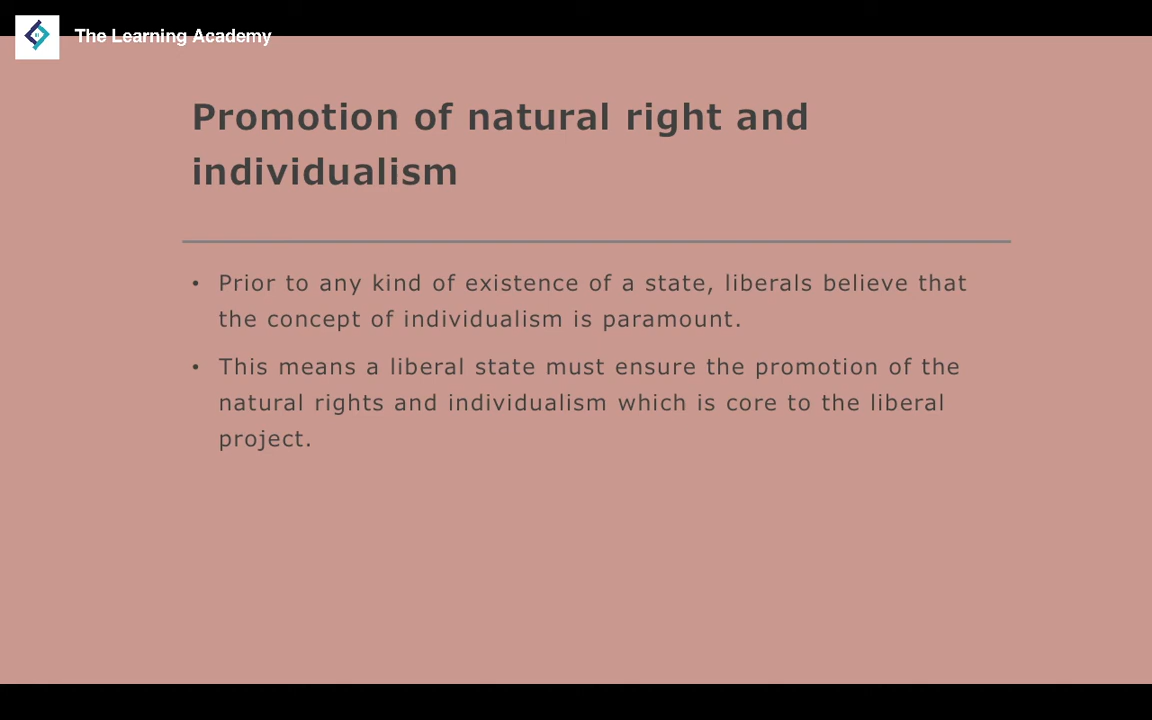 The Learning Academy
Promotion of natural right and
individualism
• Prior to any kind of existence of a state, liberals believe that
the concept of individualism is paramount.
• This means a liberal state must ensure the promotion of the
natural rights and individualism which is core to the liberal
project.